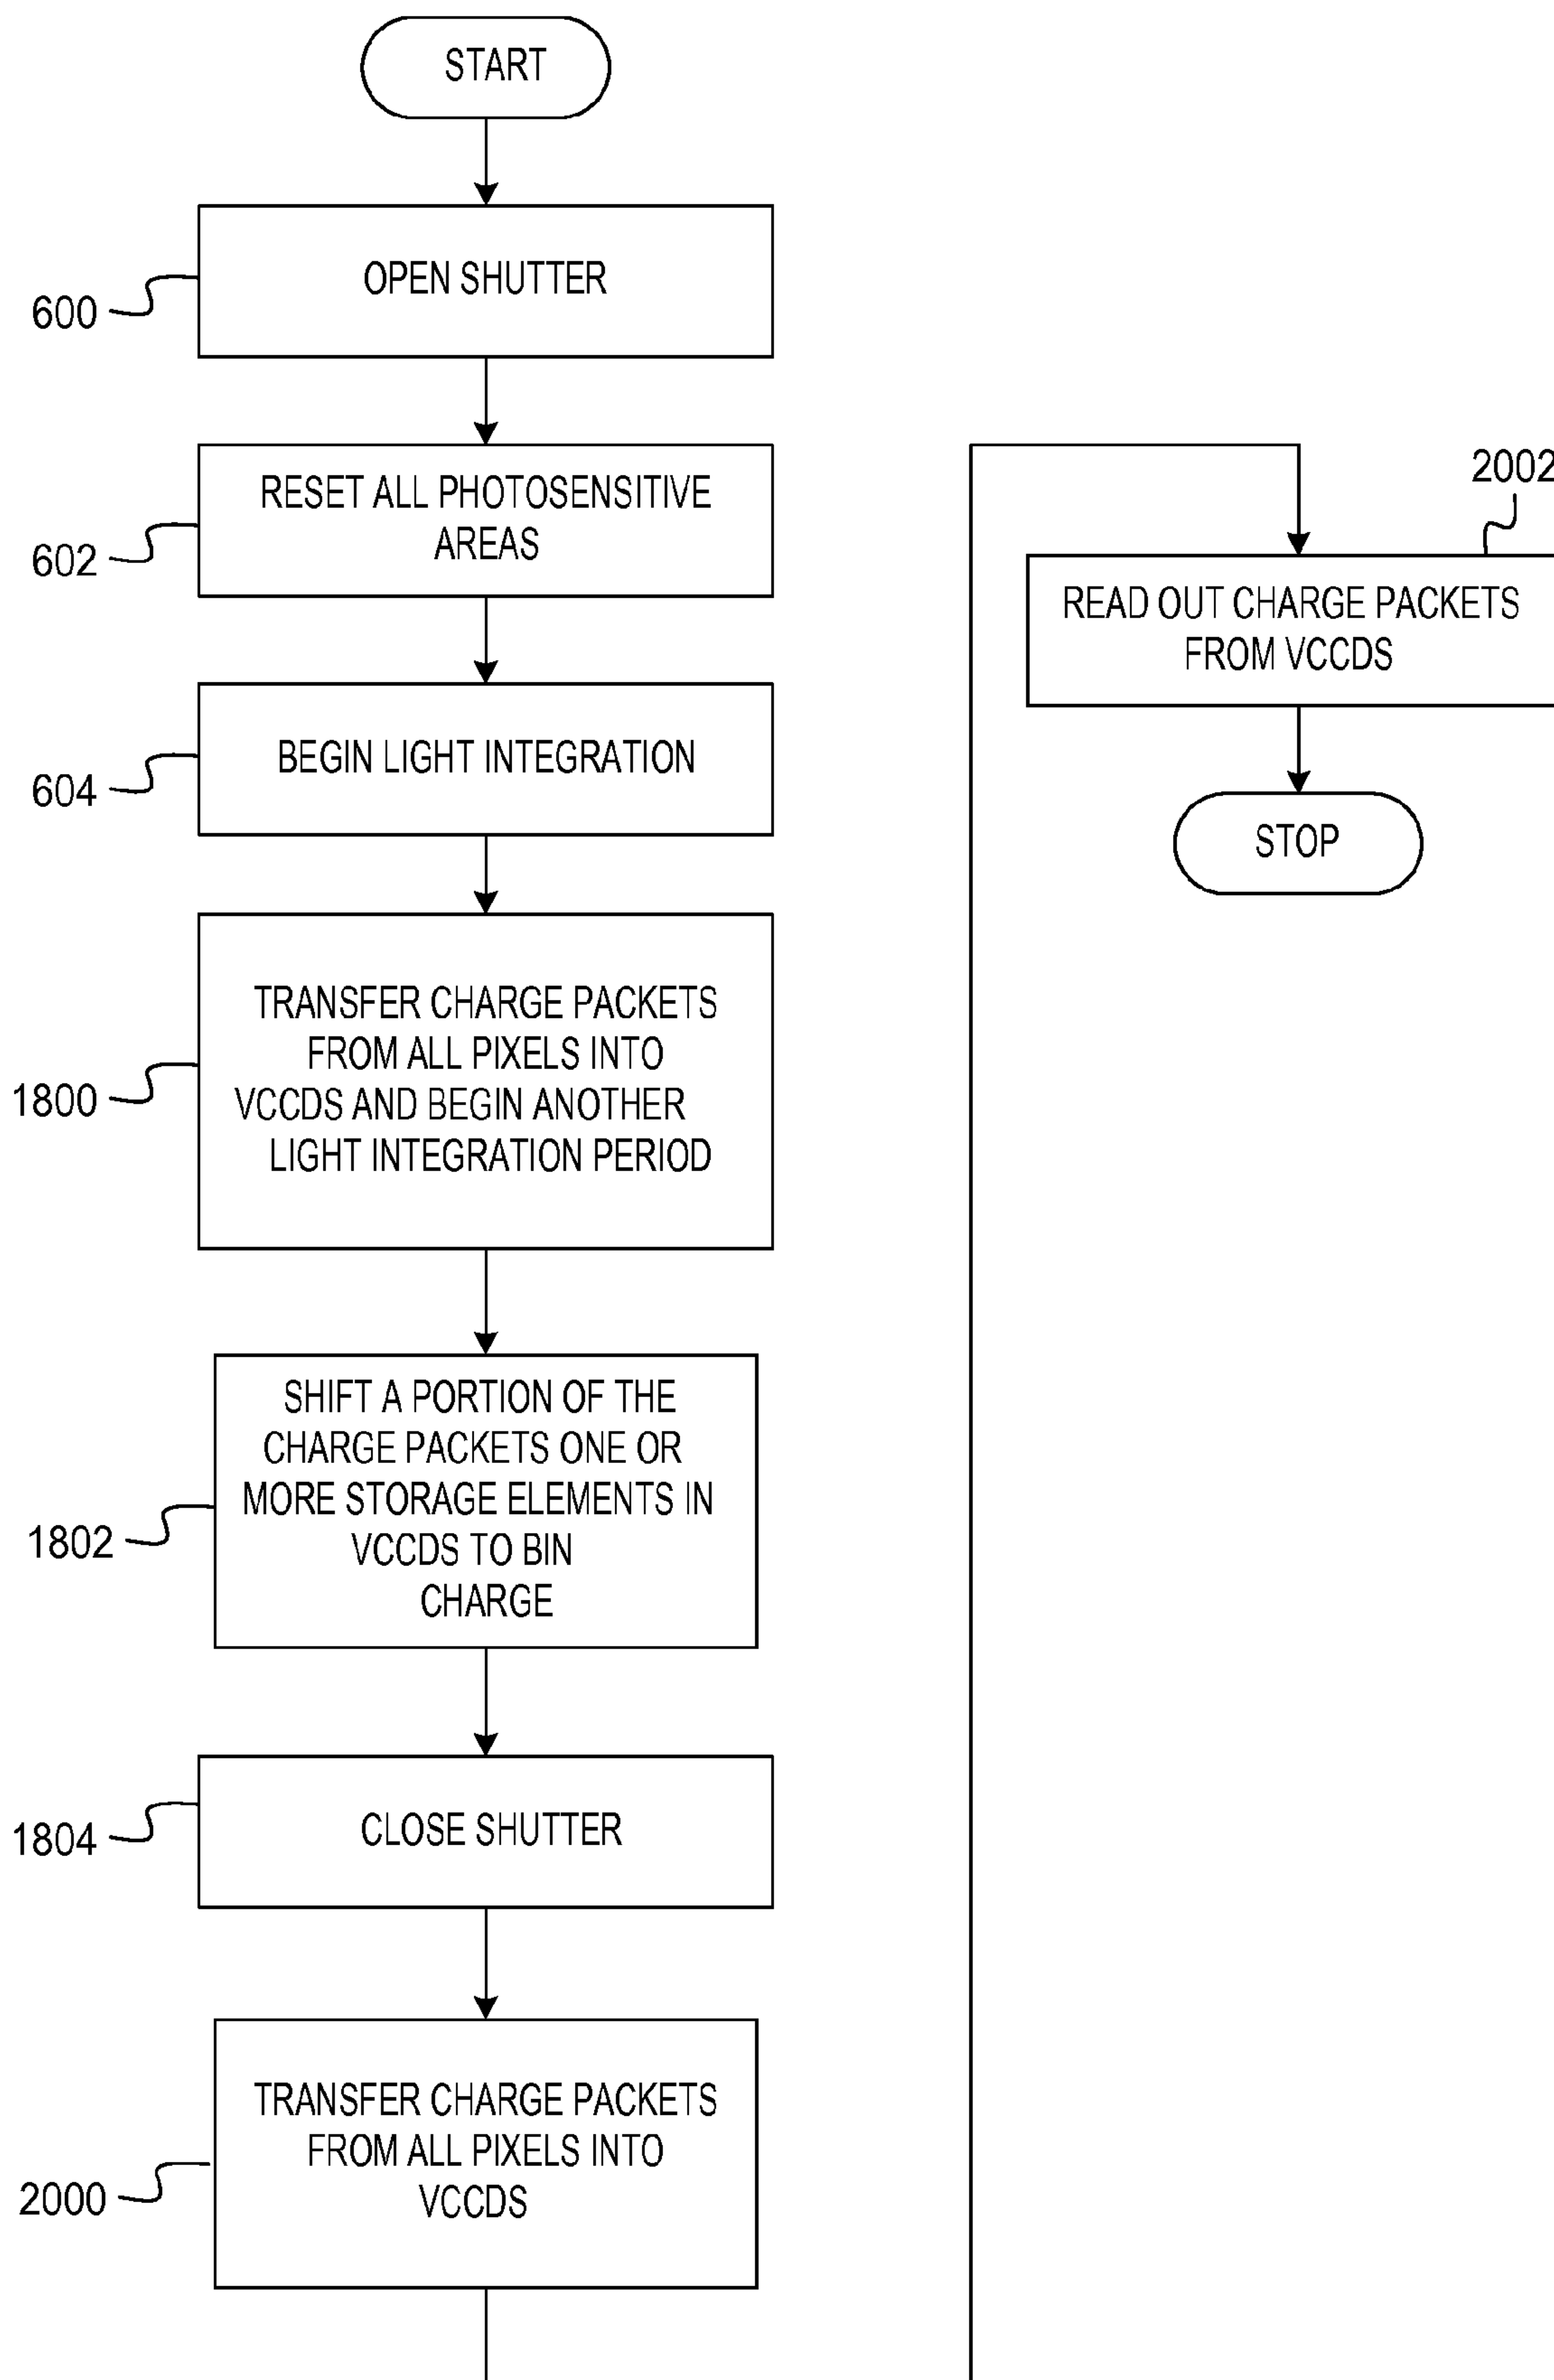 START
OPEN SHUTTER
600
RESET ALL PHOTOSENSITIVE
AREAS
602
BEGIN LIGHT INTEGRATION
604
TRANSFER CHARGE PACKETS
FROM ALL PIXELS INTO
VCCDS AND BEGIN ANOTHER
LIGHT INTEGRATION PERIOD
1800
SHIFT A PORTION OF THE
CHARGE PACKETS ONE OR
MORE STORAGE ELEMENTS IN
VCCDS TO BIN
CHARGE
1802
CLOSE SHUTTER
1804
TRANSFER CHARGE PACKETS
FROM ALL PIXELS INTO
VCCDS
2000
2002
READ OUT CHARGE PACKETS
FROM VCCDS
STOP